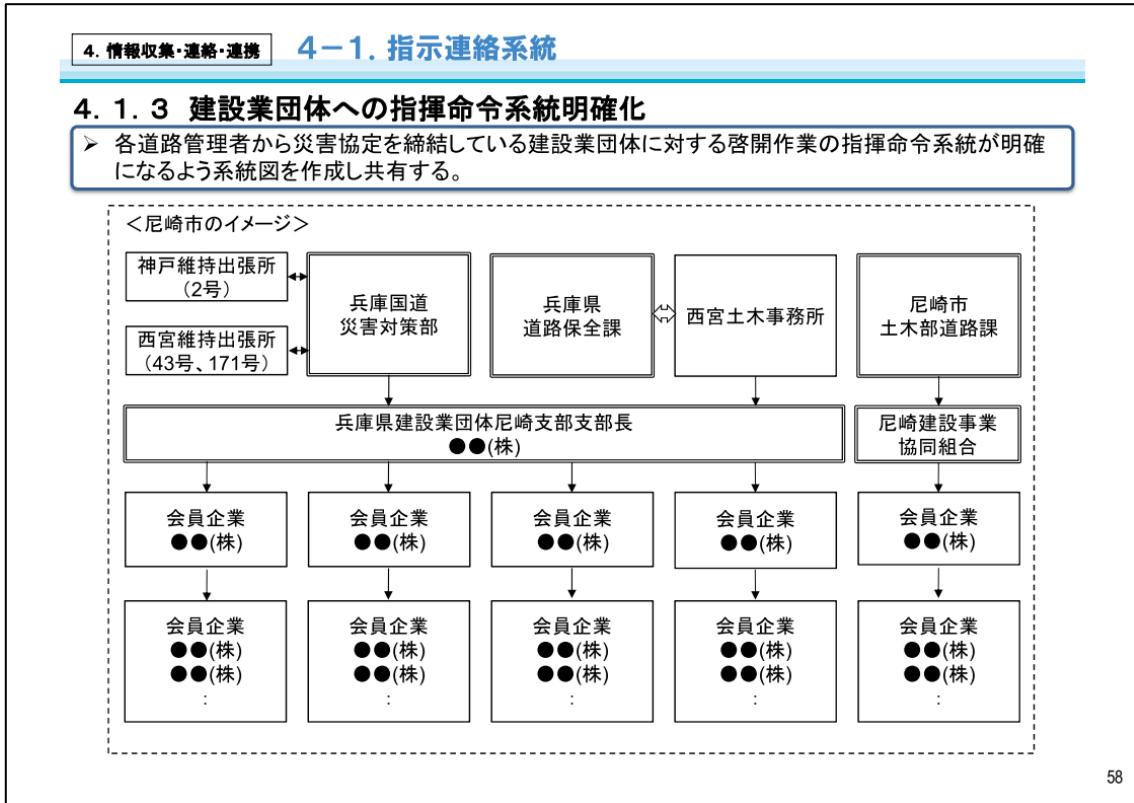 4. 情報収集・連絡・連携
4－1. 指示連絡系統
4．1．3 建設業団体への指揮命令系統明確化
➢ 各道路管理者から災害協定を締結している建設業団体に対する啓開作業の指揮命令系統が明確
になるよう系統図を作成し共有する。
＜尼崎市のイメージ＞
神戸維持出張所
（2号）
西宮維持出張所
（43号、171号）
兵庫国道
災害対策部
兵庫県
道路保全課
西宮土木事務所
尼崎市
土木部道路課
兵庫県建設業団体尼崎支部支部長
●●(株)
尼崎建設事業
協同組合
会員企業
●●(株)
会員企業
●●(株)
会員企業
●●(株)
会員企業
●●(株)
会員企業
●●(株)
会員企業
●●(株)
●●(株)
：
会員企業
●●(株)
●●(株)
：
会員企業
●●(株)
●●(株)
：
会員企業
●●(株)
●●(株)
：
会員企業
●●(株)
●●(株)
：
58